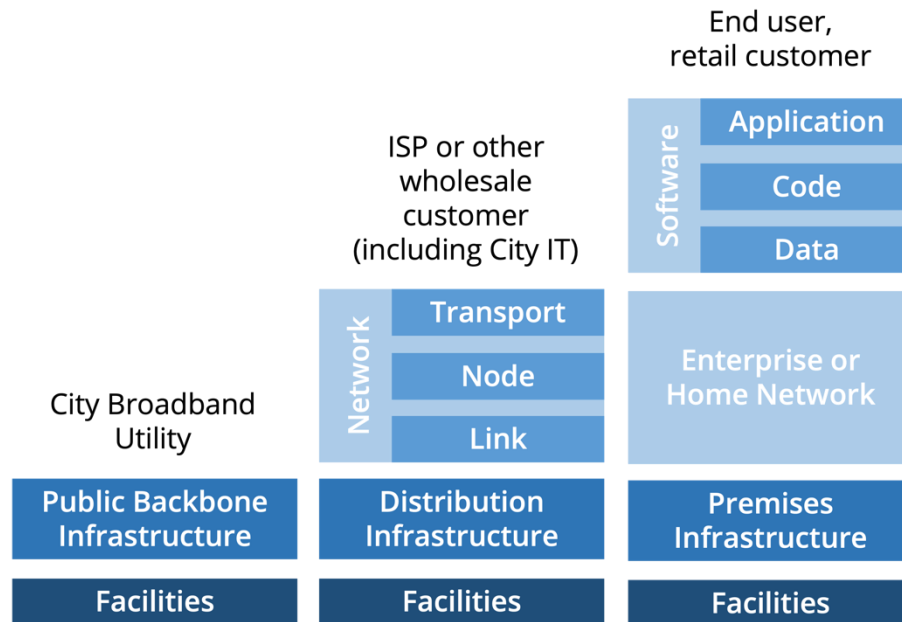 City Broadband
Utility
Public Backbone
Infrastructure
Facilities
ISP or other
wholesale
customer
(including City IT)
Network
Transport
Node
Link
Distribution
Infrastructure
Facilities
End user,
retail customer
Software
Application
Code
Data
Enterprise or
Home Network
Premises
Infrastructure
Facilities